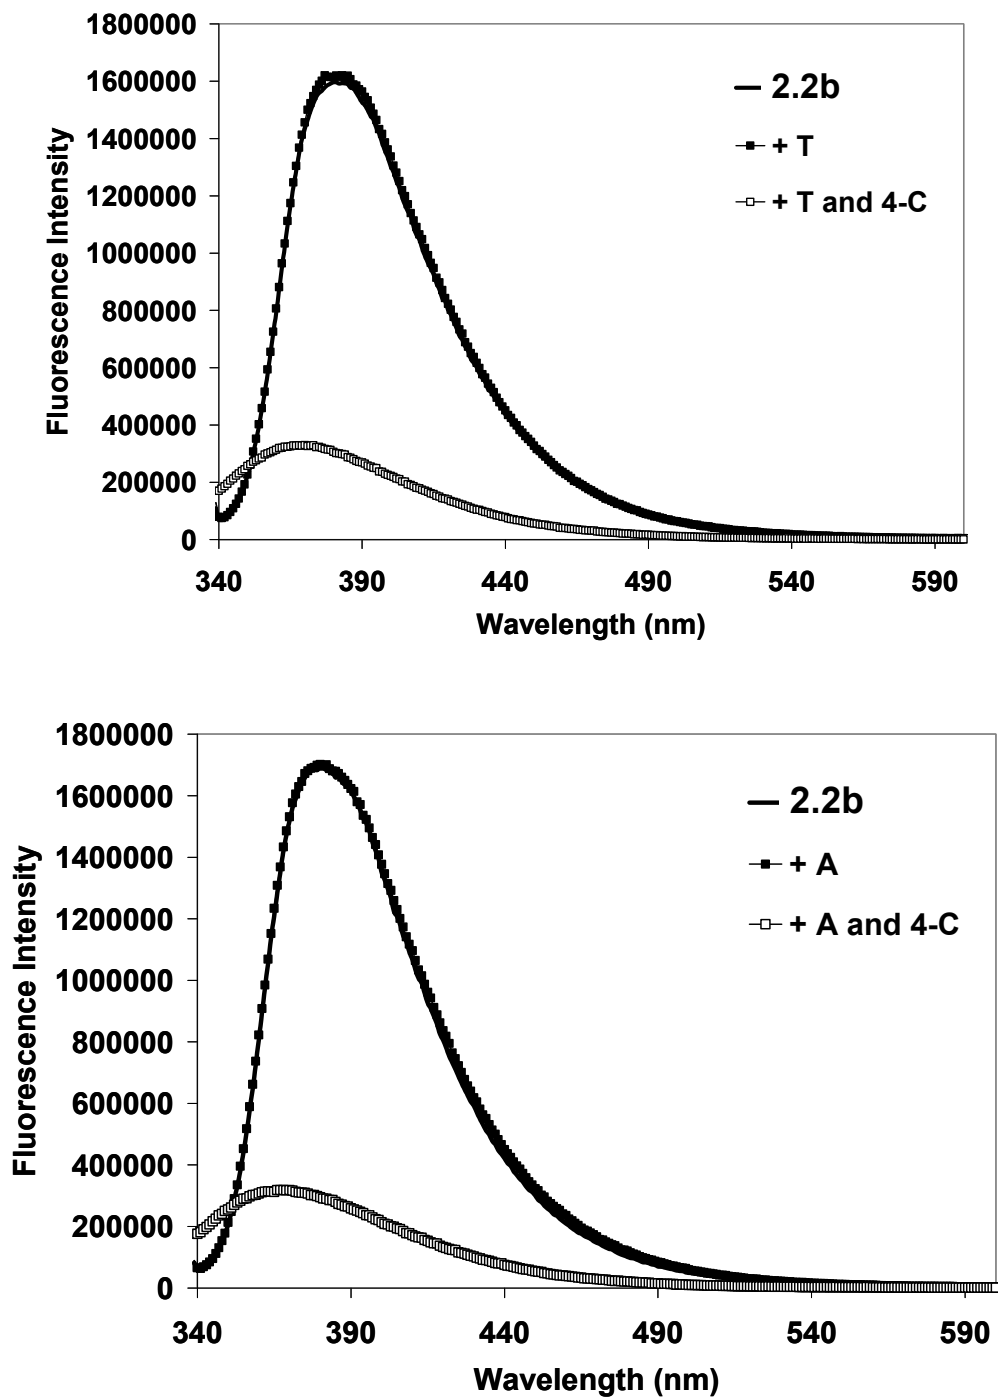 1800000
1600000
1400000
1200000
1000000
800000
600000
400000
200000
0
Fluorescence Intensity
2.2b
+ T
+ T and 4-C
340 390 440 490 540 590
Wavelength (nm)
1800000
1600000
1400000
1200000
1000000
800000
600000
400000
200000
0
Fluorescence Intensity
2.2b
+ A
+ A and 4-C
340 390 440 490 540 590
Wavelength (nm)